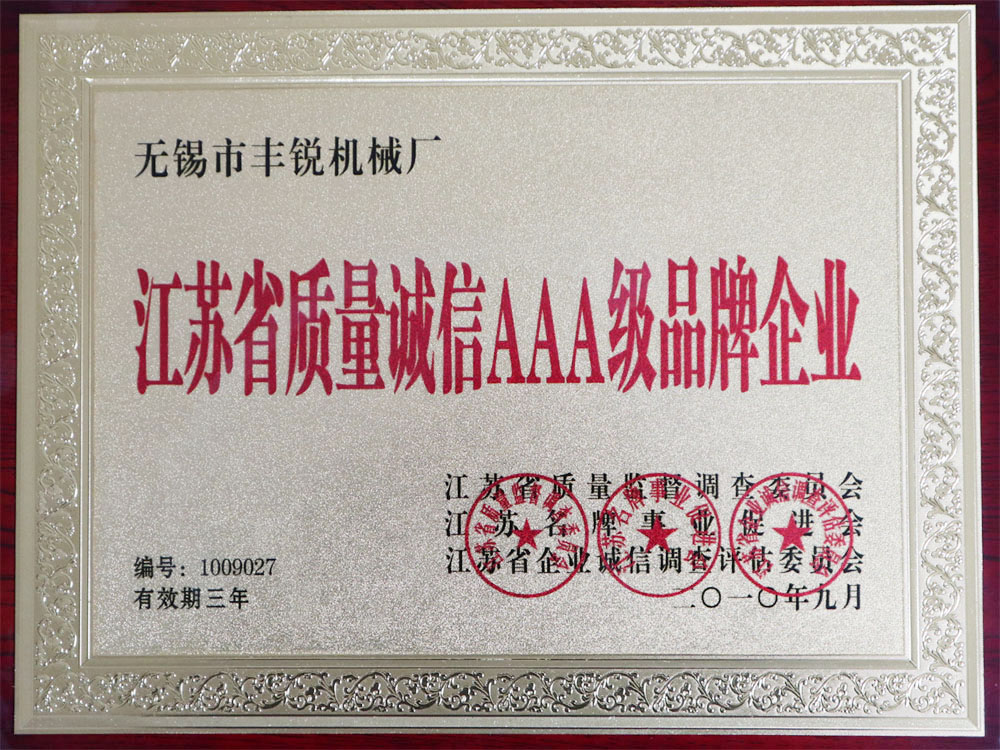 无锡市丰锐机械厂
江苏省质量诚信AAA级品牌企业
江苏省质量监督调查委员会
江苏名牌事业促进会
江苏省企业诚信调查评估委员会
编号：1009027
有效期三年
二〇一〇年九月